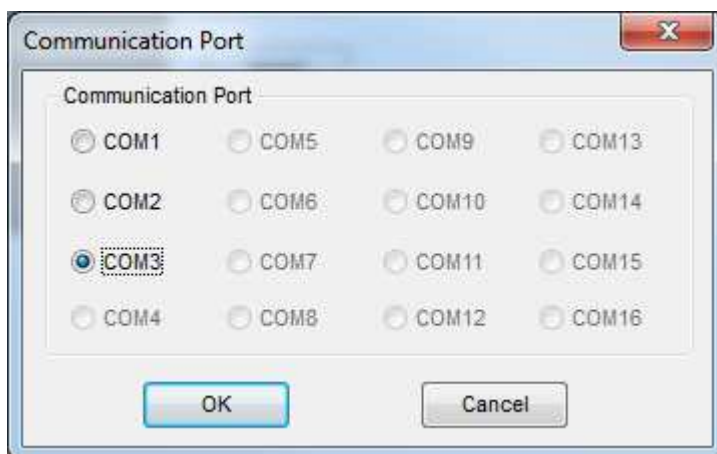 Communication Port
Communication Port
COM1 COM5 COM9 COM13
COM2 COM6 COM10 COM14
COM3 COM7 COM11 COM15
COM4 COM8 COM12 COM16
OK Cancel